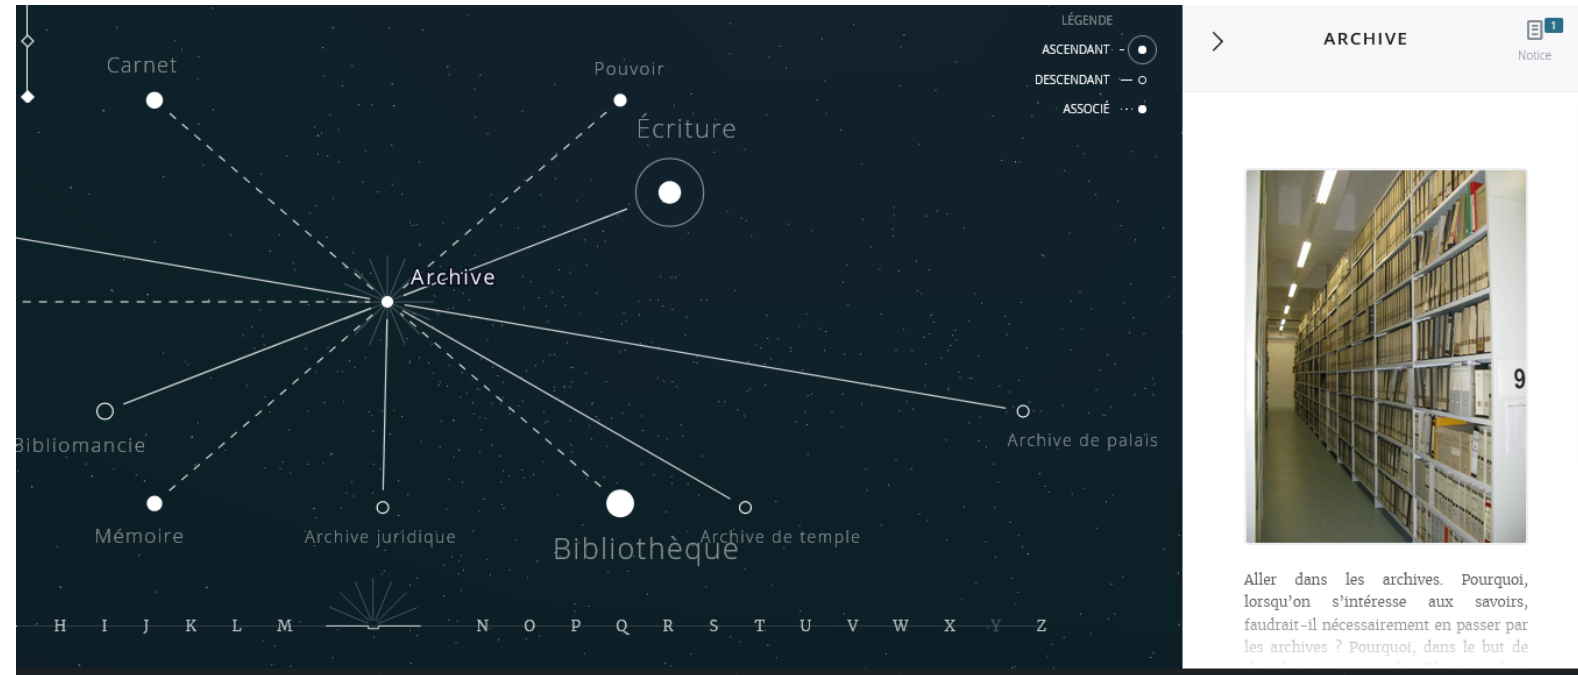 LÉGENDE
ASCENDANT
DESCENDANT
ASSOCIÉ
Carnet
Pouvoir
Écriture
Archive
Bibliomancie
Archive de palais
Mémoire
Archive juridique
Bibliothèque
Archive de temple
H I J K L M N O P Q R S T U V W X Y Z
ARCHIVE
1
Notice
9
Aller dans les archives. Pourquoi,
lorsqu’on s’intéresse aux savoirs,
faudrait-il nécessairement en passer par
les archives ? Pourquoi, dans le but de